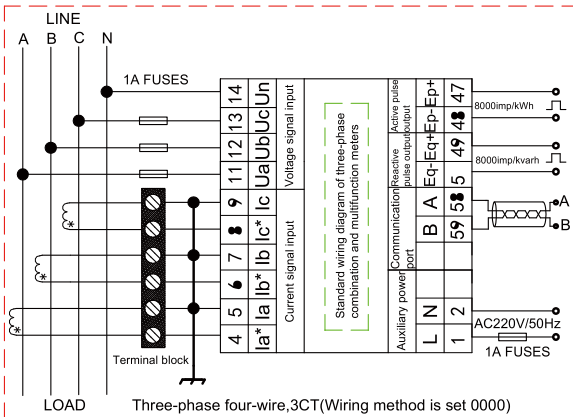 LINE
A B C N
1A FUSES
14 Un
13 Uc
12 Ub
11 Ua
Voltage signal input
9 Ic
8 Ic*
7 Ib
6 Ib*
5 Ia
4 Ia*
Current signal input
Standard wiring diagram of three-phase
combination and multifunction meters
Active pulse
output
Ep+ 47
Ep- 48
8000imp/kWh
Reactive
pulse output
Eq+ 49
Eq- 5
8000imp/kvarh
Communication
port
A 58
B 59
A
B
Auxiliary power
N 2
L 1
AC220V/50Hz
1A FUSES
Terminal block
LOAD
Three-phase four-wire,3CT(Wiring method is set 0000)